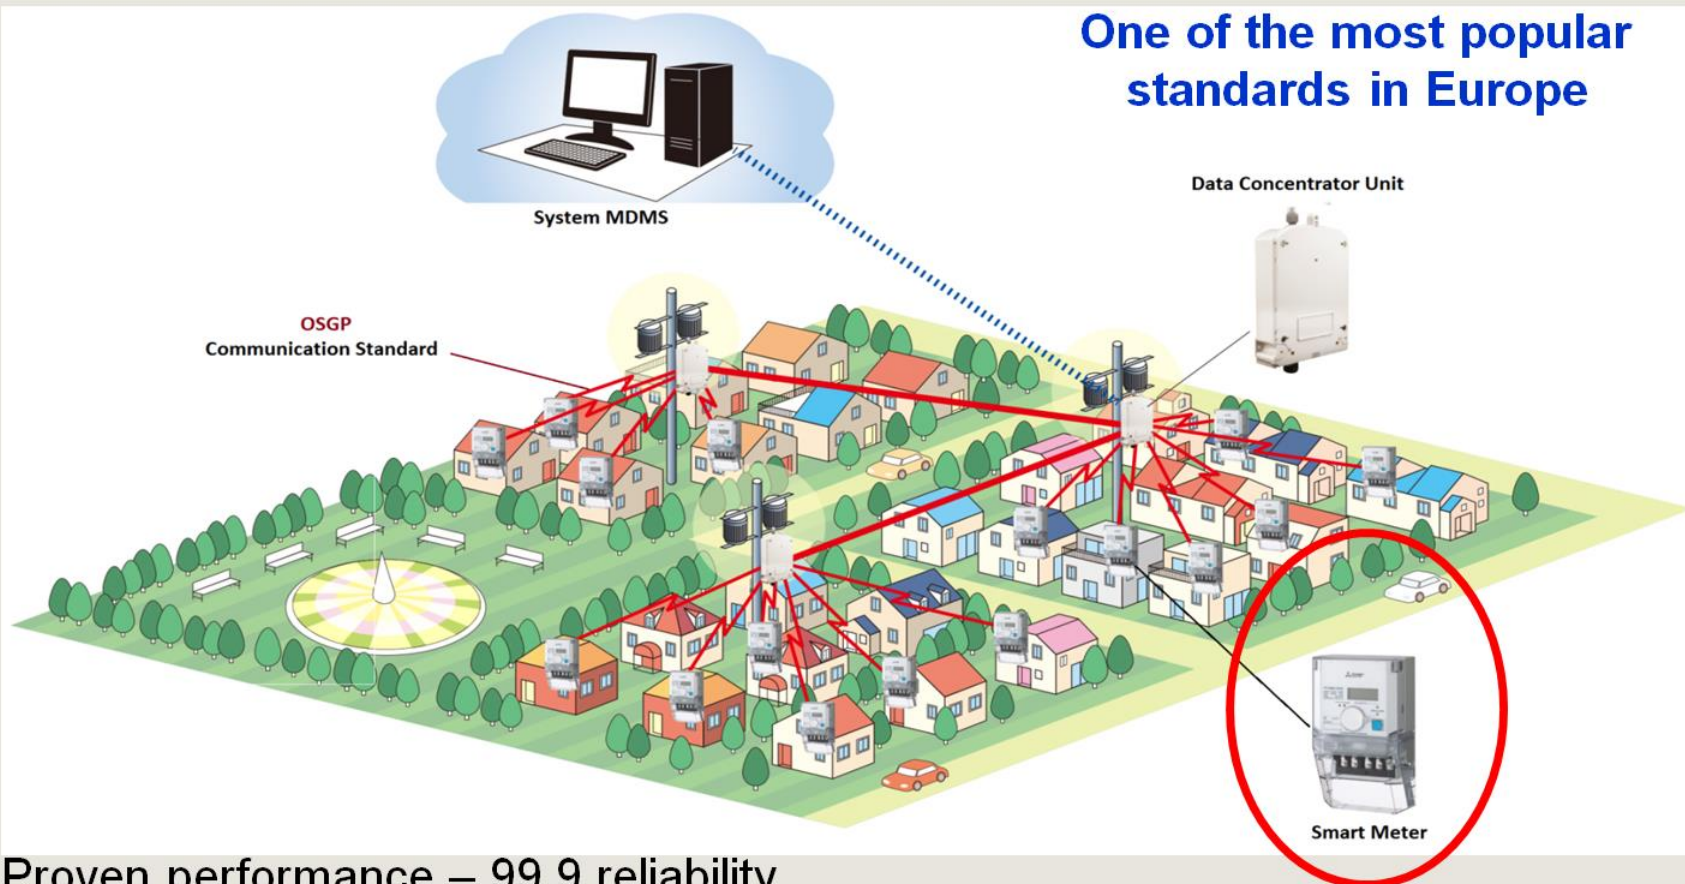 One of the most popular
standards in Europe
Data Concentrator Unit
System MDMS
OSGP
Communication Standard
Smart Meter
Proven performance – 99.9 reliability